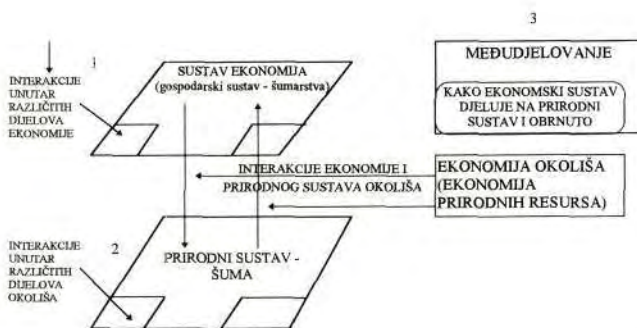 3
1
INTERAKCIJE
UNUTAR
RAZLIČITIH
DIJELOVA
EKONOMIJE
SUSTAV EKONOMIJA
(gospodarski sustav - šumarstva)
MEĐUDJELOVANJE
KAKO EKONOMSKI SUSTAV
DJELUJE NA PRIRODNI
SUSTAV I OBRNUTO
INTERAKCIJE EKONOMIJE I
PRIRODNOG SUSTAVA OKOLIŠA
EKONOMIJA OKOLIŠA
(EKONOMIJA
PRIRODNIH RESURSA)
2
INTERAKCIJE
UNUTAR
RAZLIČITIH
DIJELOVA
OKOLIŠA
PRIRODNI SUSTAV -
ŠUMA